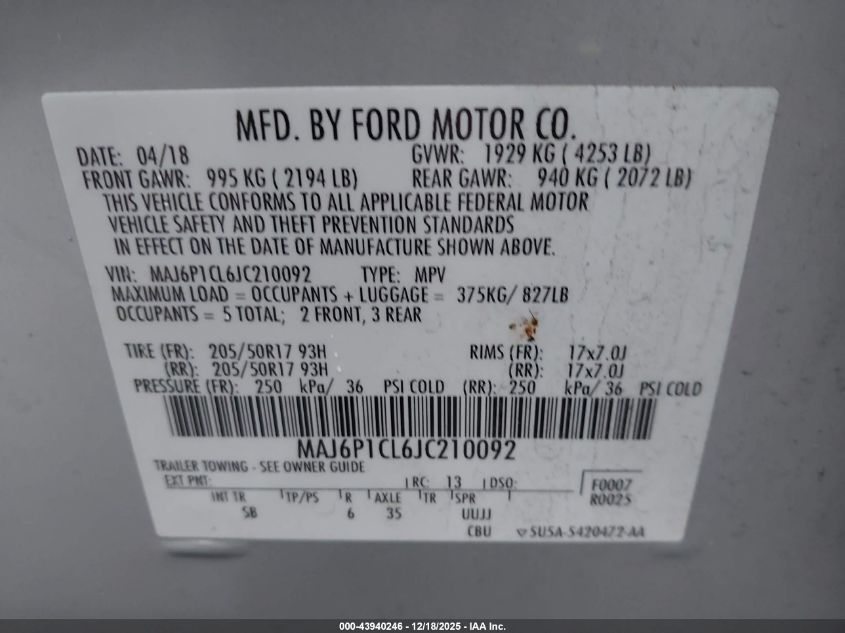 MFD. BY FORD MOTOR CO.
DATE: 04/18 GVWR: 1929 KG ( 4253 LB)
FRONT GAWR: 995 KG ( 2194 LB) REAR GAWR: 940 KG ( 2072 LB)
THIS VEHICLE CONFORMS TO ALL APPLICABLE FEDERAL MOTOR
VEHICLE SAFETY AND THEFT PREVENTION STANDARDS
IN EFFECT ON THE DATE OF MANUFACTURE SHOWN ABOVE.
VIN: MAJ6P1CL6JC210092 TYPE: MPV
MAXIMUM LOAD = OCCUPANTS + LUGGAGE = 375KG/ 827LB
OCCUPANTS = 5 TOTAL; 2 FRONT, 3 REAR
TIRE (FR): 205/50R17 93H RIMS (FR): 17x7.0J
(RR): 205/50R17 93H (RR): 17x7.0J
PRESSURE (FR): 250 kPa/ 36 PSI COLD (RR): 250 kPa/ 36 PSI COLD
MAJ6P1CL6JC210092
TRAILER TOWING - SEE OWNER GUIDE
EXT PNT: RC: 13 DSO: F0007
R0025
INT TR TP/PS R AXLE TR SPR
SB 6 35 UUJJ
CBU SU5A-5420472-AA
000-43940246 - 12/18/2025 - IAA Inc.